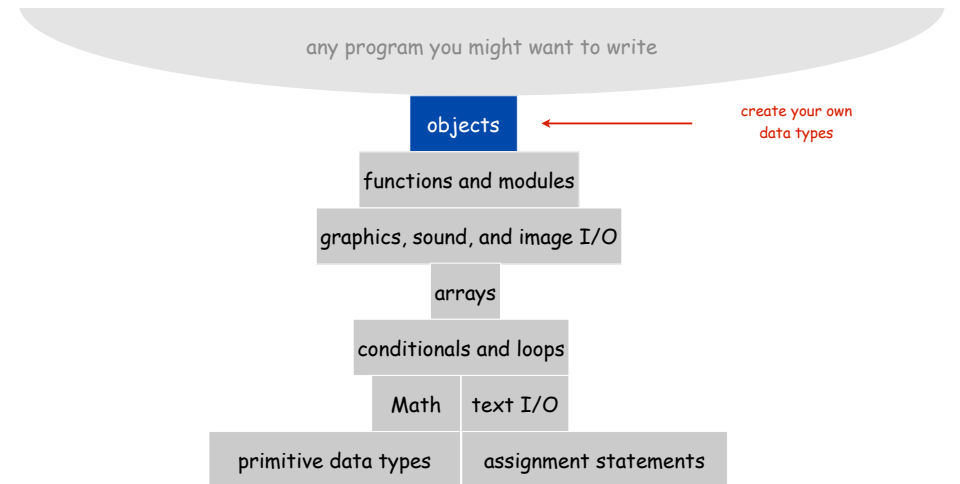 any program you might want to write
objects
create your own
data types
functions and modules
graphics, sound, and image I/O
arrays
conditionals and loops
Math
text I/O
primitive data types
assignment statements